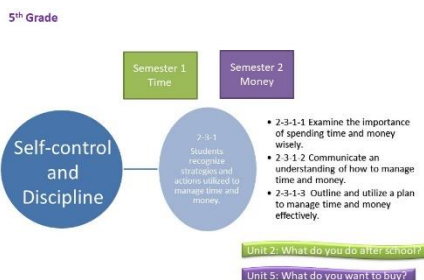 5th Grade
Semester 1
Time
Semester 2
Money
Self-control
and
Discipline
2-3-1
Students
recognize
strategies and
actions utilized to
manage time and
money.
• 2-3-1-1 Examine the importance
of spending time and money
wisely.
• 2-3-1-2 Communicate an
understanding of how to manage
time and money.
• 2-3-1-3 Outline and utilize a plan
to manage time and money
effectively.
Unit 2: What do you do after school?
Unit 5: What do you want to buy?